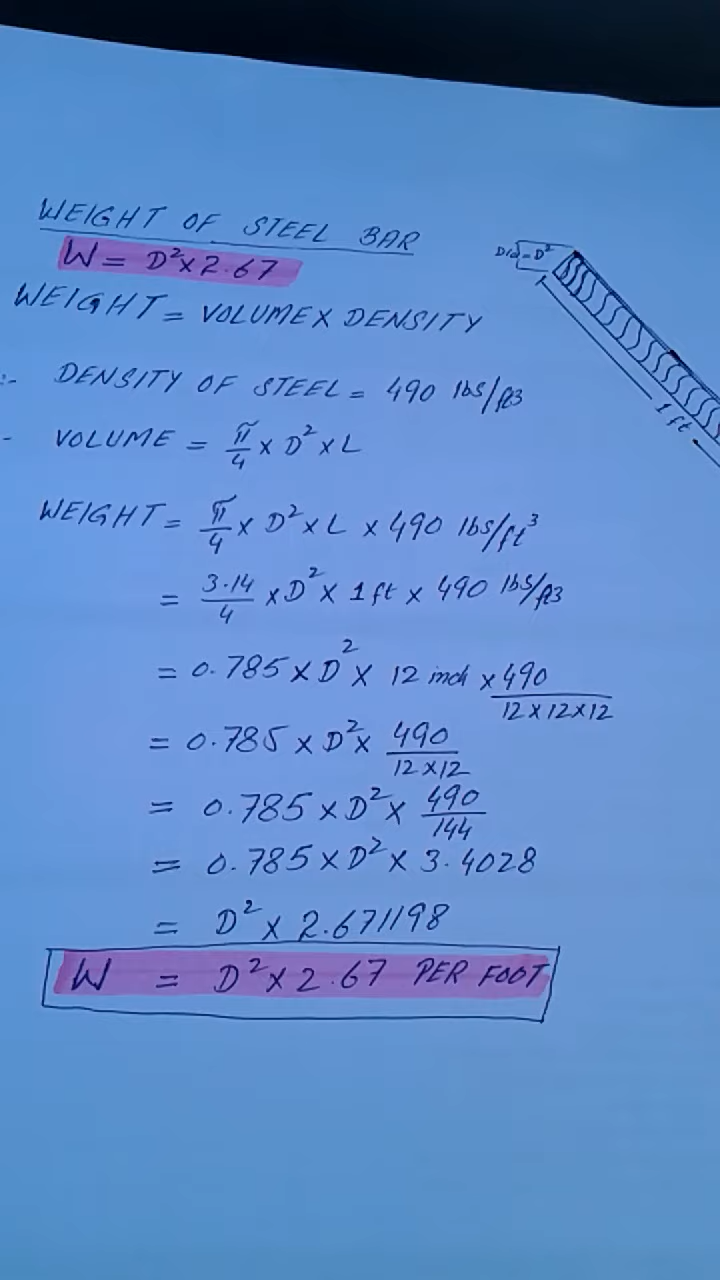 WEIGHT OF STEEL BAR
W = D²x2.67
WEIGHT = VOLUMEX DENSITY
Dia = D²
1 ft
:- DENSITY OF STEEL = 490 lbs/ft3
- VOLUME = π/4 x D² x L
WEIGHT = π/4 x D² x L x 490 lbs/ft³
= 3.14/4 x D² x 1 ft x 490 lbs/ft3
= 0.785 x D² x 12 inch x 490/12x12x12
= 0.785 x D² x 490/12x12
= 0.785 x D² x 490/144
= 0.785 x D² x 3.4028
= D² x 2.671198
W = D² x 2.67 PER FOOT